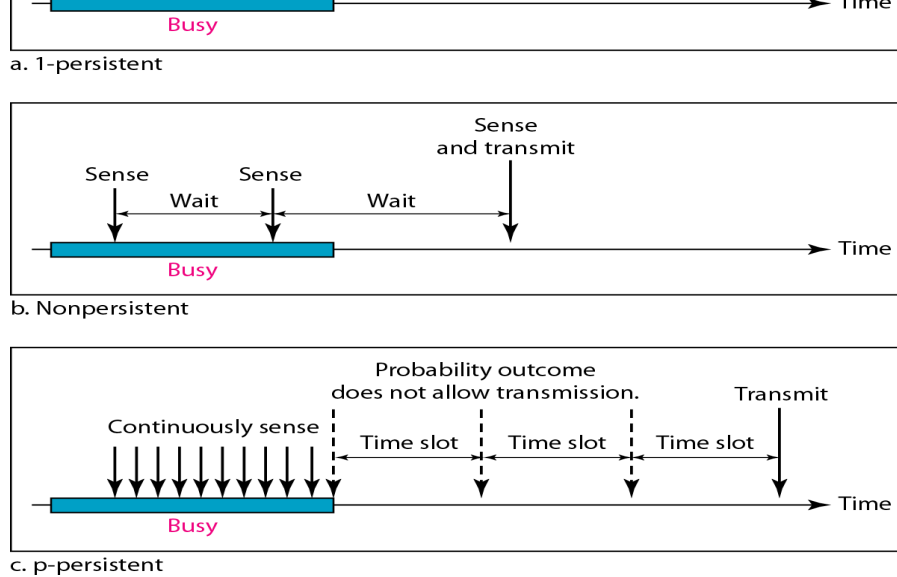 Time
Busy
a. 1-persistent
Sense
and transmit
Sense
Sense
Wait
Wait
Time
Busy
b. Nonpersistent
Probability outcome
does not allow transmission.
Transmit
Continuously sense
Time slot
Time slot
Time slot
Time
Busy
c. p-persistent